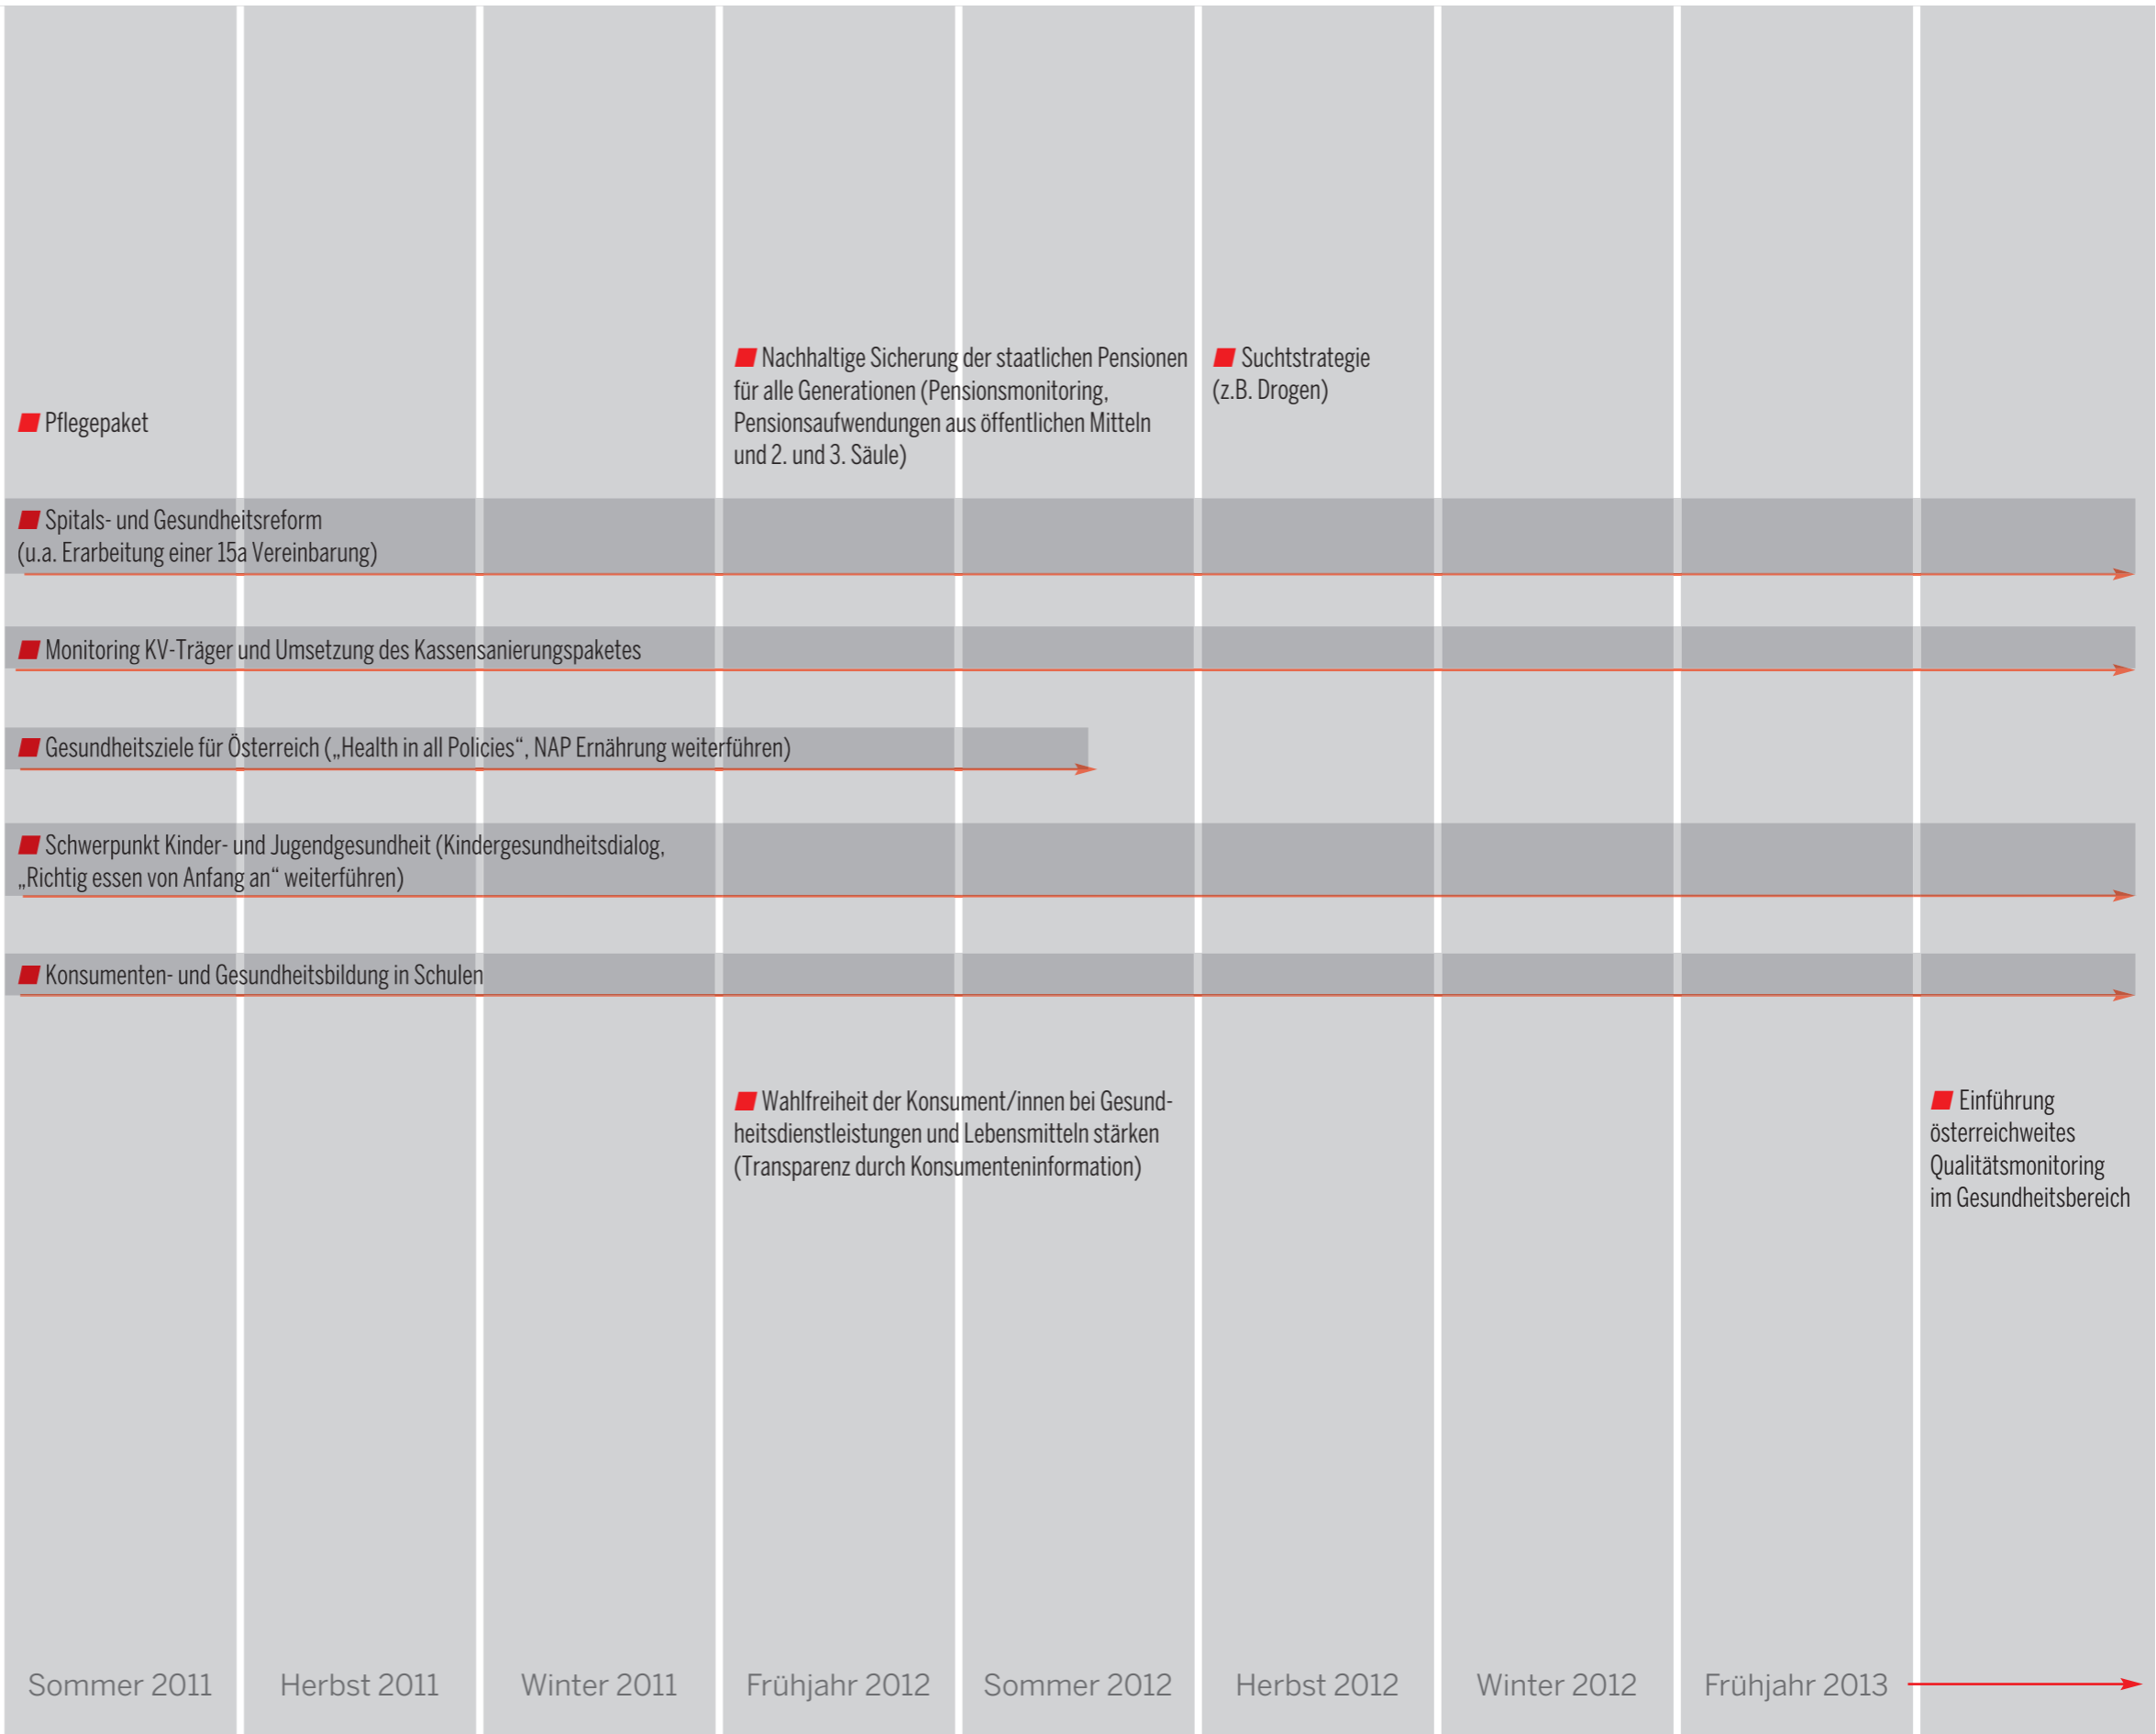 Nachhaltige Sicherung der staatlichen Pensionen
für alle Generationen (Pensionsmonitoring,
Pensionsaufwendungen aus öffentlichen Mitteln
und 2. und 3. Säule)
Suchtstrategie
(z.B. Drogen)
Pflegepaket
Spitals- und Gesundheitsreform
(u.a. Erarbeitung einer 15a Vereinbarung)
Monitoring KV-Träger und Umsetzung des Kassensanierungspaketes
Gesundheitsziele für Österreich („Health in all Policies“, NAP Ernährung weiterführen)
Schwerpunkt Kinder- und Jugendgesundheit (Kindergesundheitsdialog,
„Richtig essen von Anfang an“ weiterführen)
Konsumenten- und Gesundheitsbildung in Schulen
Wahlfreiheit der Konsument/innen bei Gesund-
heitsdienstleistungen und Lebensmitteln stärken
(Transparenz durch Konsumenteninformation)
Einführung
österreichweites
Qualitätsmonitoring
im Gesundheitsbereich
Sommer 2011
Herbst 2011
Winter 2011
Frühjahr 2012
Sommer 2012
Herbst 2012
Winter 2012
Frühjahr 2013